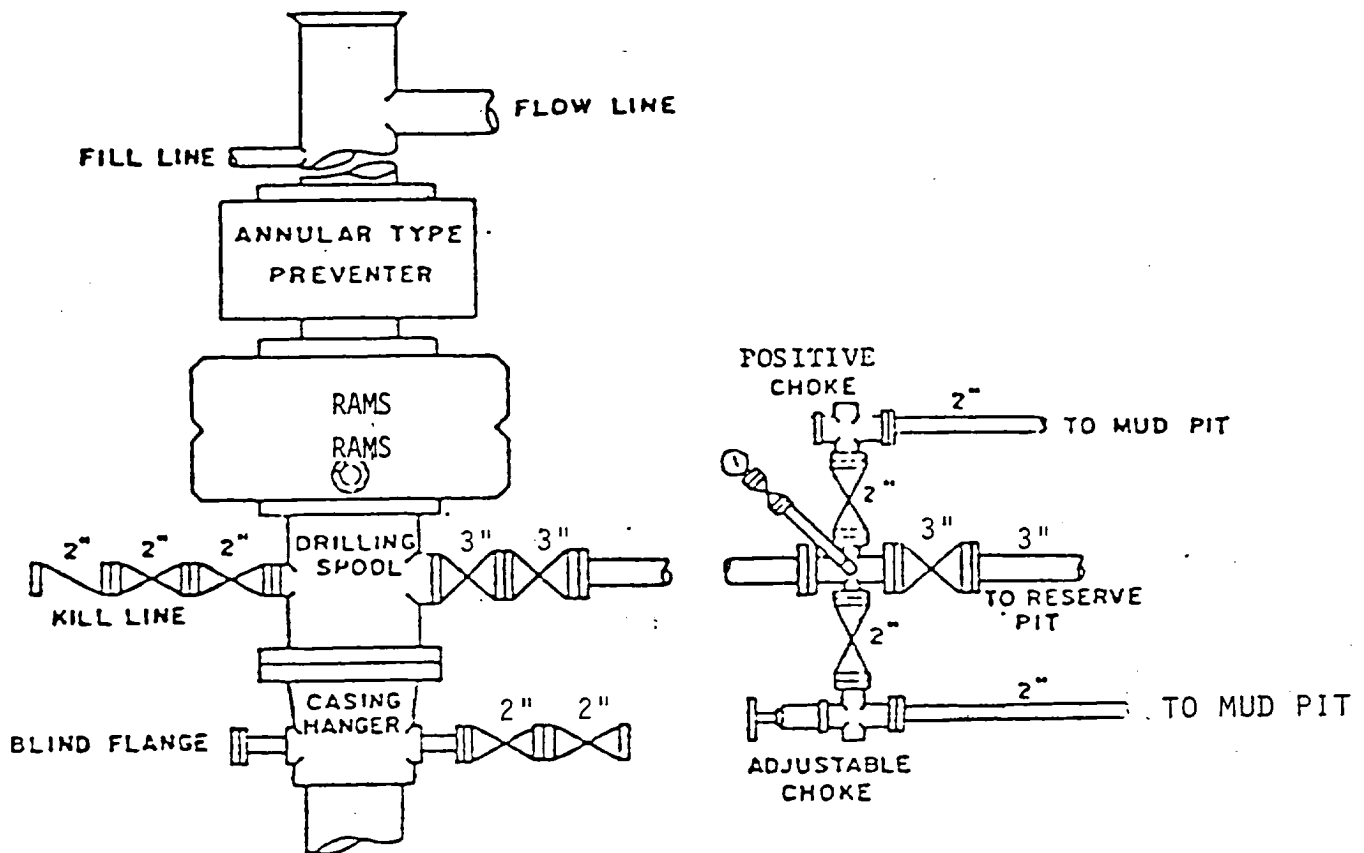 FLOW LINE
FILL LINE
ANNULAR TYPE
PREVENTER
RAMS
RAMS
2" 2" 2"
DRILLING
SPOOL
3" 3"
KILL LINE
CASING
HANGER
2" 2"
BLIND FLANGE
POSITIVE
CHOKE
2"
TO MUD PIT
2"
3" 3"
TO RESERVE
PIT
2"
2"
TO MUD PIT
ADJUSTABLE
CHOKE